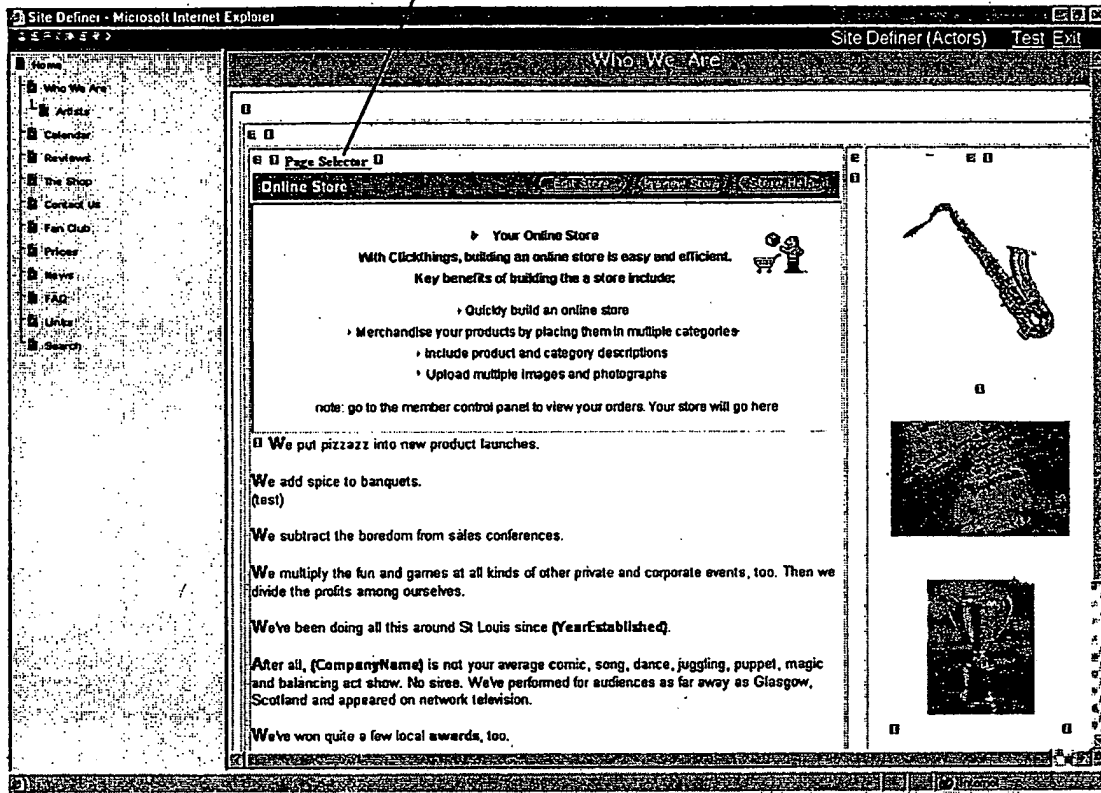 Site Definer - Microsoft Internet Explorer
Site Definer (Actors) Test Exit
Home
Who We Are
Artists
Calendar
Reviews
The Shop
Contact Us
Fan Club
Prices
News
FAQ
Links
Search
Who We Are
Page Selector
Online Store Edit Store Preview Store Store Help
Your Online Store
With Clickthings, building an online store is easy and efficient.
Key benefits of building the a store include:
Quickly build an online store
Merchandise your products by placing them in multiple categories
Include product and category descriptions
Upload multiple images and photographs
note: go to the member control panel to view your orders. Your store will go here
We put pizzazz into new product launches.
We add spice to banquets.
(test)
We subtract the boredom from sales conferences.
We multiply the fun and games at all kinds of other private and corporate events, too. Then we
divide the profits among ourselves.
We've been doing all this around St Louis since (YearEstablished).
After all, (CompanyName) is not your average comic, song, dance, juggling, puppet, magic
and balancing act show. No siree. We've performed for audiences as far away as Glasgow,
Scotland and appeared on network television.
We've won quite a few local awards, too.
Internet